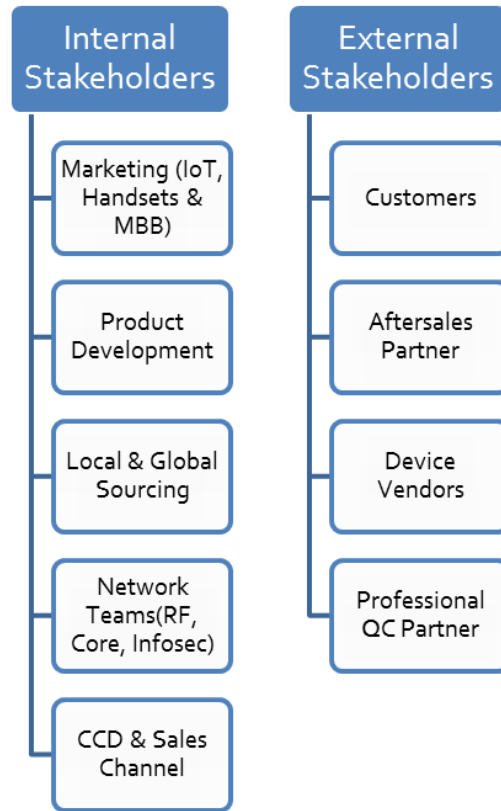 Internal
Stakeholders
Marketing (IoT,
Handsets &
MBB)
Product
Development
Local & Global
Sourcing
Network
Teams(RF,
Core, Infosec)
CCD & Sales
Channel
External
Stakeholders
Customers
Aftersales
Partner
Device
Vendors
Professional
QC Partner